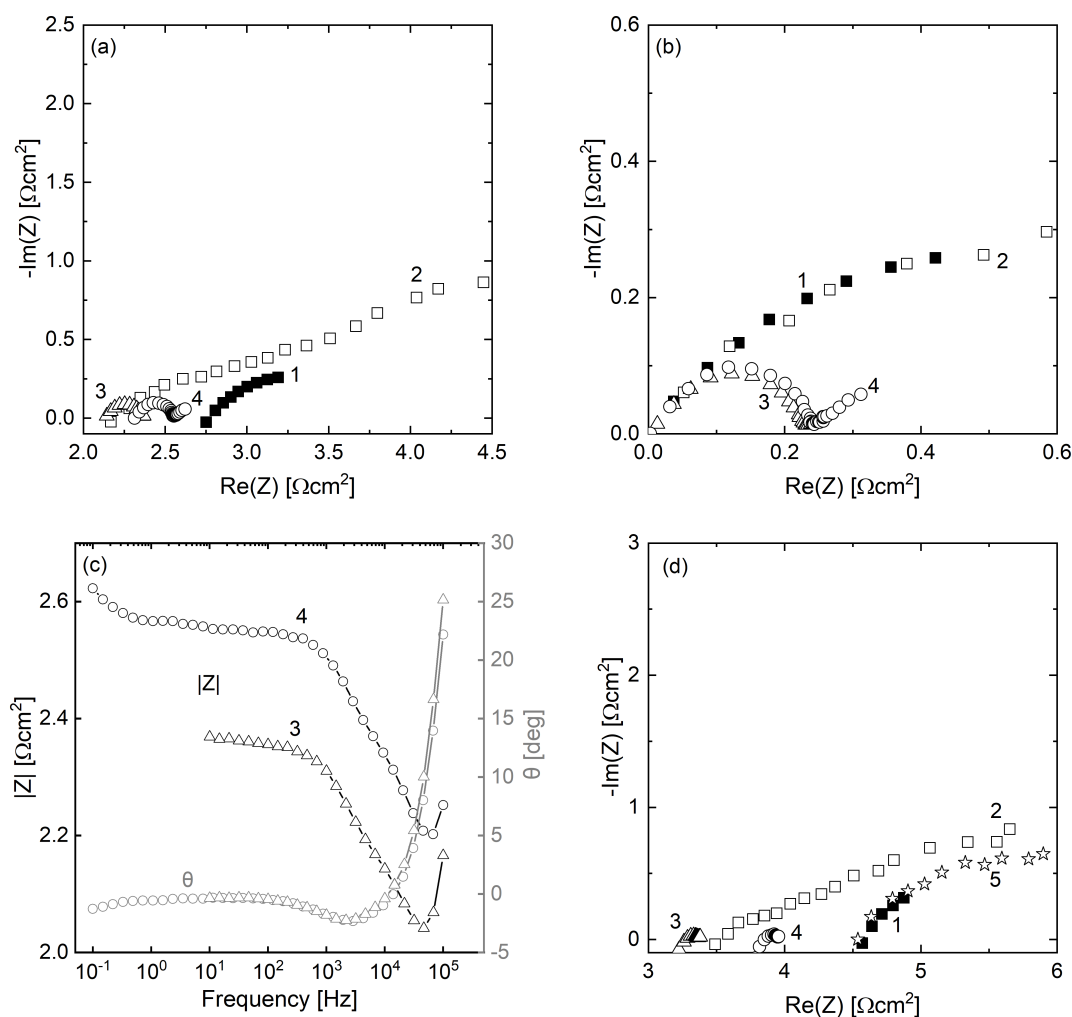 (a)
2.5
2.0
1.5
1.0
0.5
0.0
-Im(Z) [Ωcm²]
2
1
3
4
2.0 2.5 3.0 3.5 4.0 4.5
Re(Z) [Ωcm²]
(b)
0.6
0.4
0.2
0.0
-Im(Z) [Ωcm²]
1
2
3
4
0.0 0.2 0.4 0.6
Re(Z) [Ωcm²]
(c)
2.6
2.4
2.2
2.0
|Z| [Ωcm²]
4
|Z|
3
θ
30
25
20
15
10
5
0
-5
θ [deg]
10⁻¹ 10⁰ 10¹ 10² 10³ 10⁴ 10⁵
Frequency [Hz]
(d)
3
2
1
0
-Im(Z) [Ωcm²]
2
5
3
4
1
3 4 5 6
Re(Z) [Ωcm²]